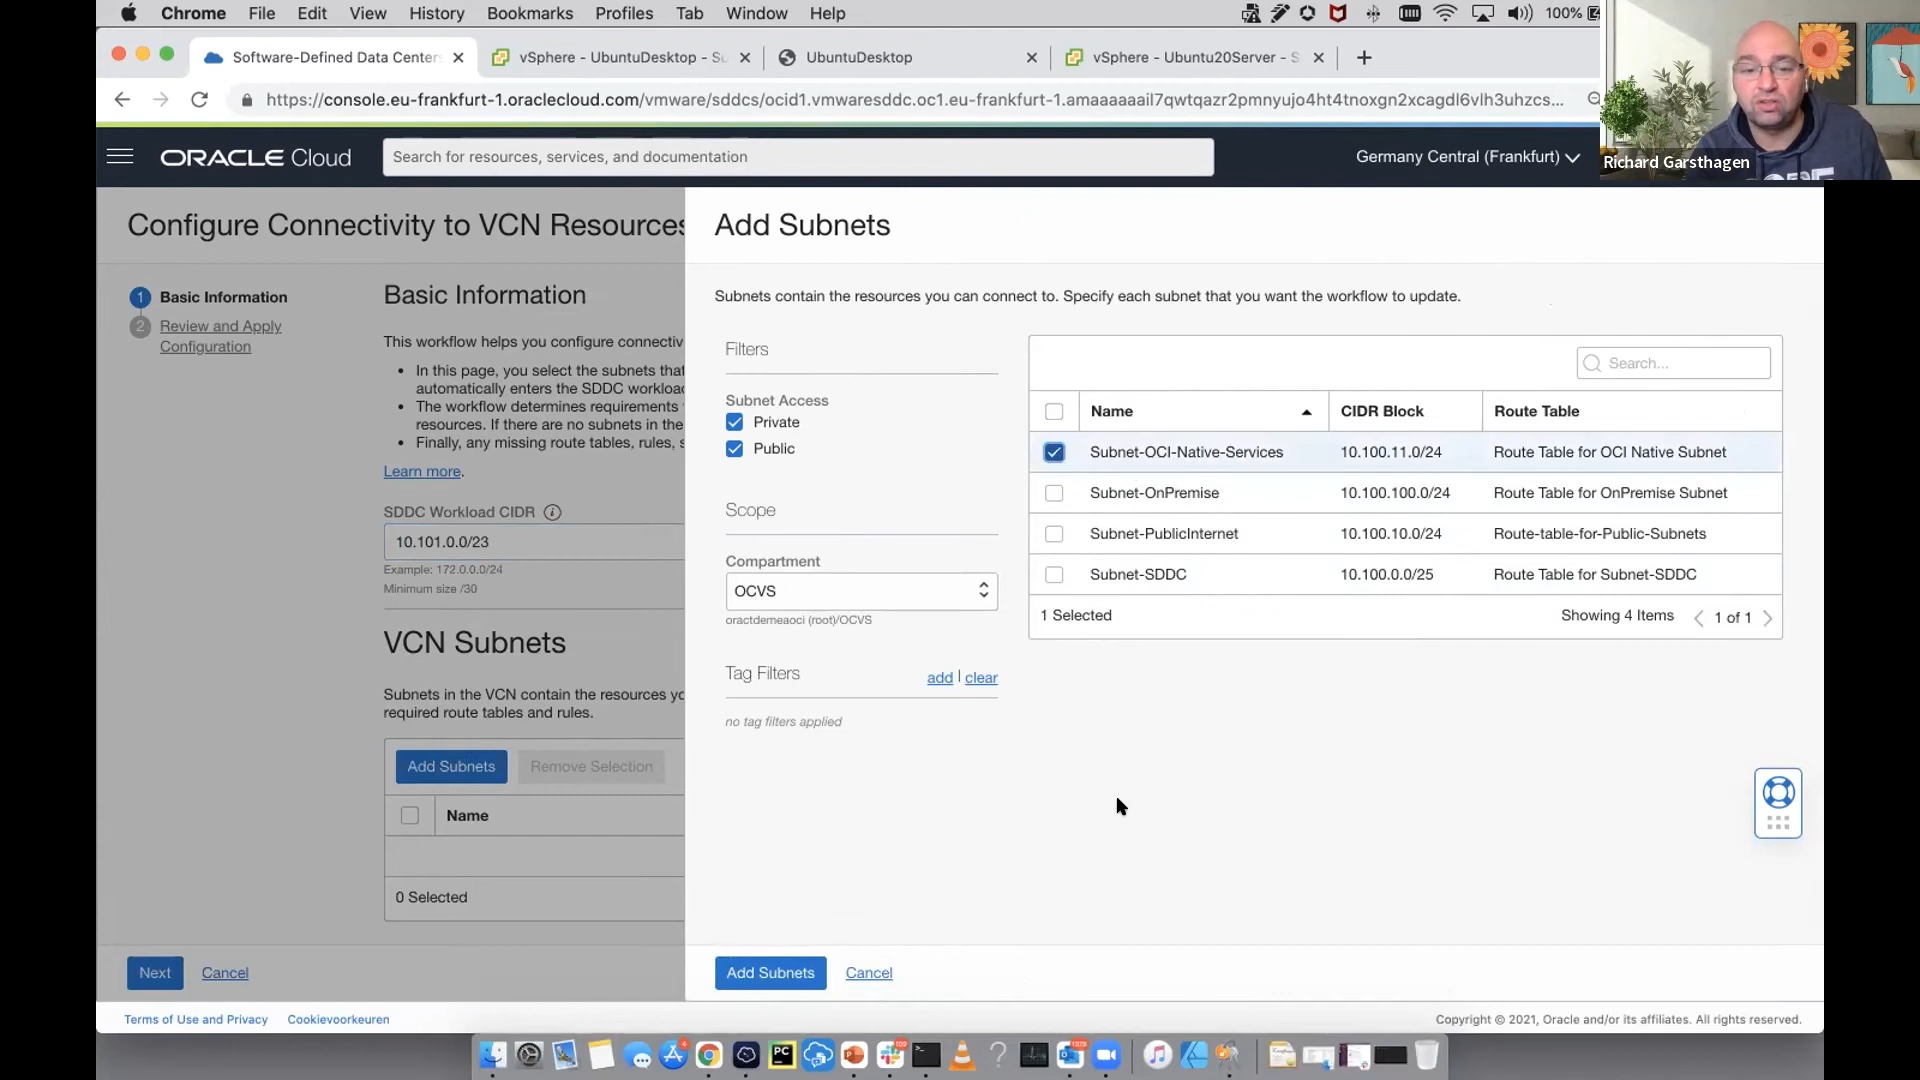 Chrome File Edit View History Bookmarks Profiles Tab Window Help 100%
Software-Defined Data Centers
vSphere - UbuntuDesktop - Su
UbuntuDesktop
vSphere - Ubuntu20Server - S
https://console.eu-frankfurt-1.oraclecloud.com/vmware/sddcs/ocid1.vmwaresddc.oc1.eu-frankfurt-1.amaaaaaail7qwtqazr2pmnyujo4ht4tnoxgn2xcagdl6vlh3uhzcs...
ORACLE Cloud
Search for resources, services, and documentation
Germany Central (Frankfurt)
Richard Garsthagen
Configure Connectivity to VCN Resources
1 Basic Information
2 Review and Apply
Configuration
Basic Information
This workflow helps you configure connectiv
• In this page, you select the subnets that
automatically enters the SDDC workload
• The workflow determines requirements
resources. If there are no subnets in the
• Finally, any missing route tables, rules, s
Learn more.
SDDC Workload CIDR
10.101.0.0/23
Example: 172.0.0.0/24
Minimum size /30
VCN Subnets
Subnets in the VCN contain the resources yo
required route tables and rules.
Add Subnets Remove Selection
Name
0 Selected
Next Cancel
Add Subnets
Subnets contain the resources you can connect to. Specify each subnet that you want the workflow to update.
Filters
Subnet Access
Private
Public
Scope
Compartment
OCVS
oractdemeaoci (root)/OCVS
Tag Filters add | clear
no tag filters applied
Search...
Name CIDR Block Route Table
Subnet-OCI-Native-Services 10.100.11.0/24 Route Table for OCI Native Subnet
Subnet-OnPremise 10.100.100.0/24 Route Table for OnPremise Subnet
Subnet-PublicInternet 10.100.10.0/24 Route-table-for-Public-Subnets
Subnet-SDDC 10.100.0.0/25 Route Table for Subnet-SDDC
1 Selected Showing 4 Items 1 of 1
Add Subnets Cancel
Terms of Use and Privacy Cookievoorkeuren
Copyright © 2021, Oracle and/or its affiliates. All rights reserved.
PC